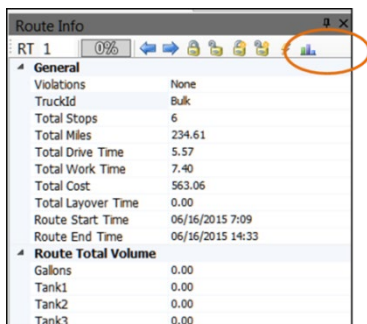 Route Info
RT 1 0%
General
Violations None
TruckId Bulk
Total Stops 6
Total Miles 234.61
Total Drive Time 5.57
Total Work Time 7.40
Total Cost 563.06
Total Layover Time 0.00
Route Start Time 06/16/2015 7:09
Route End Time 06/16/2015 14:33
Route Total Volume
Gallons 0.00
Tank1 0.00
Tank2 0.00
Tank3 0.00